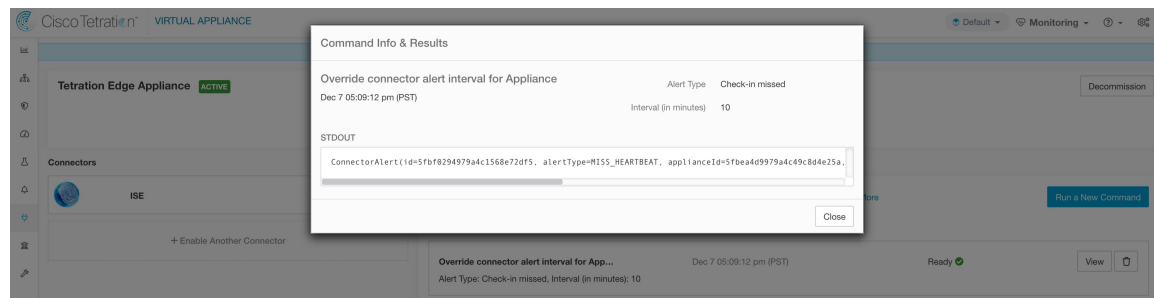 Cisco Tetration™ VIRTUAL APPLIANCE
Default
Monitoring
Command Info & Results
Tetration Edge Appliance ACTIVE
Decommission
Override connector alert interval for Appliance
Dec 7 05:09:12 pm (PST)
Alert Type Check-in missed
Interval (in minutes) 10
STDOUT
ConnectorAlert(id=5fbf0294979a4c1568e72df5, alertType=MISS_HEARTBEAT, applianceId=5fbea4d9979a4c49c8d4e25a,
Close
Connectors
ISE
+ Enable Another Connector
More
Run a New Command
Override connector alert interval for App... Dec 7 05:09:12 pm (PST) Ready View
Alert Type: Check-in missed, Interval (in minutes): 10